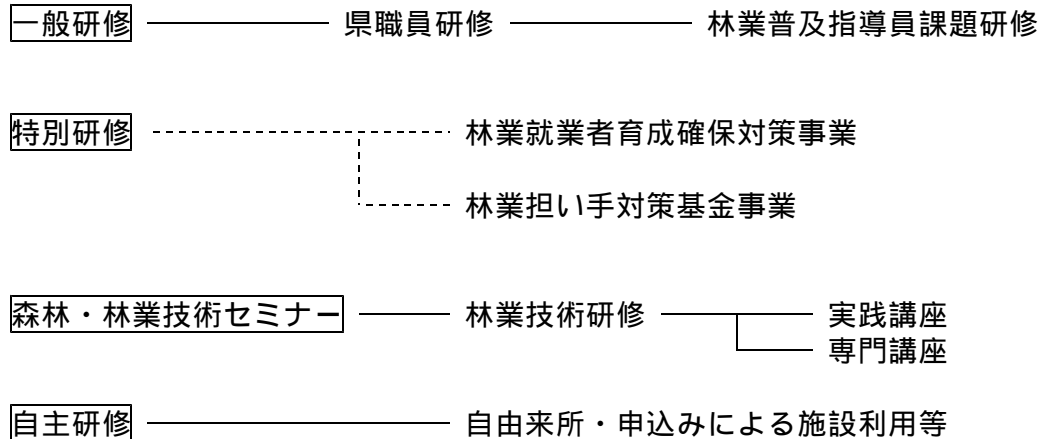 一般研修 県職員研修 林業普及指導員課題研修
特別研修 林業就業者育成確保対策事業
林業担い手対策基金事業
森林・林業技術セミナー 林業技術研修 実践講座
専門講座
自主研修 自由来所・申込みによる施設利用等